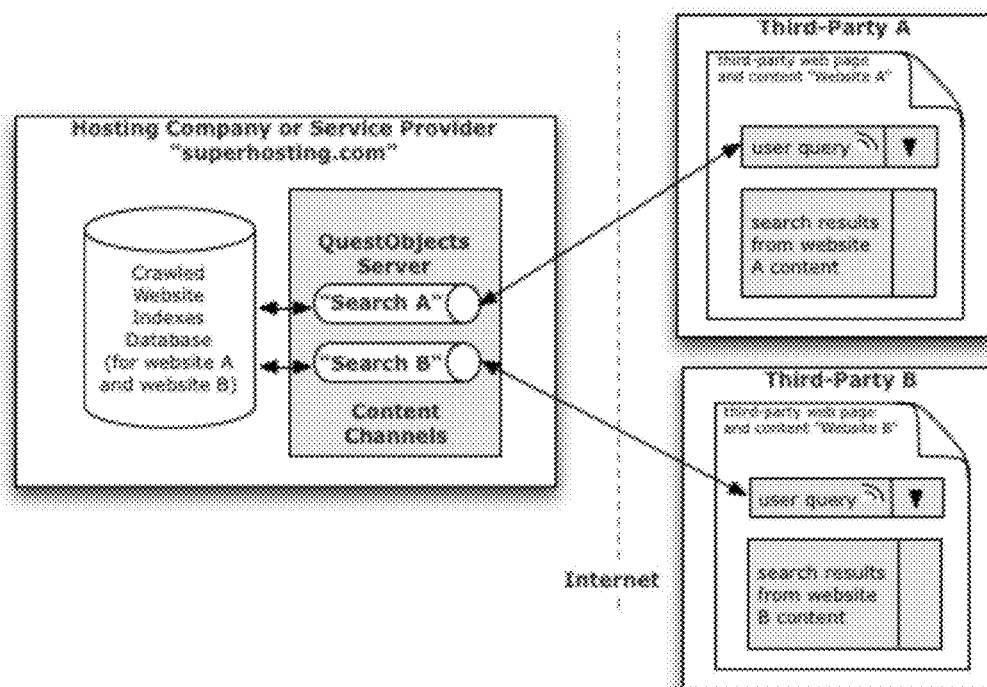 Hosting Company or Service Provider
"superhosting.com"
Crawled
Website
Indexes
Database
(for website A
and website B)
QuestObjects
Server
"Search A"
"Search B"
Content
Channels
Internet
Third-Party A
third-party web page
and content "Website A"
user query
search results
from website
A content
Third-Party B
third-party web page
and content "Website B"
user query
search results
from website
B content